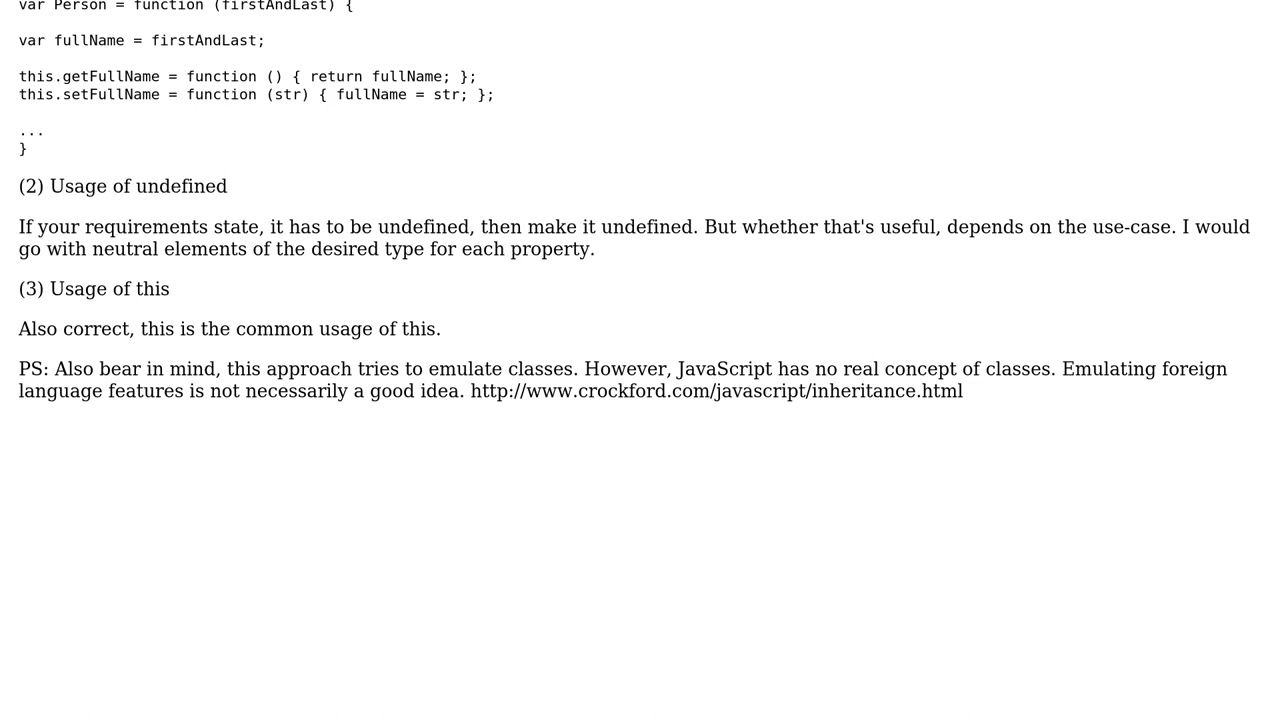 var Person = function (firstAndLast) {
var fullName = firstAndLast;
this.getFullName = function () { return fullName; };
this.setFullName = function (str) { fullName = str; };
...
}
(2) Usage of undefined
If your requirements state, it has to be undefined, then make it undefined. But whether that's useful, depends on the use-case. I would
go with neutral elements of the desired type for each property.
(3) Usage of this
Also correct, this is the common usage of this.
PS: Also bear in mind, this approach tries to emulate classes. However, JavaScript has no real concept of classes. Emulating foreign
language features is not necessarily a good idea. http://www.crockford.com/javascript/inheritance.html